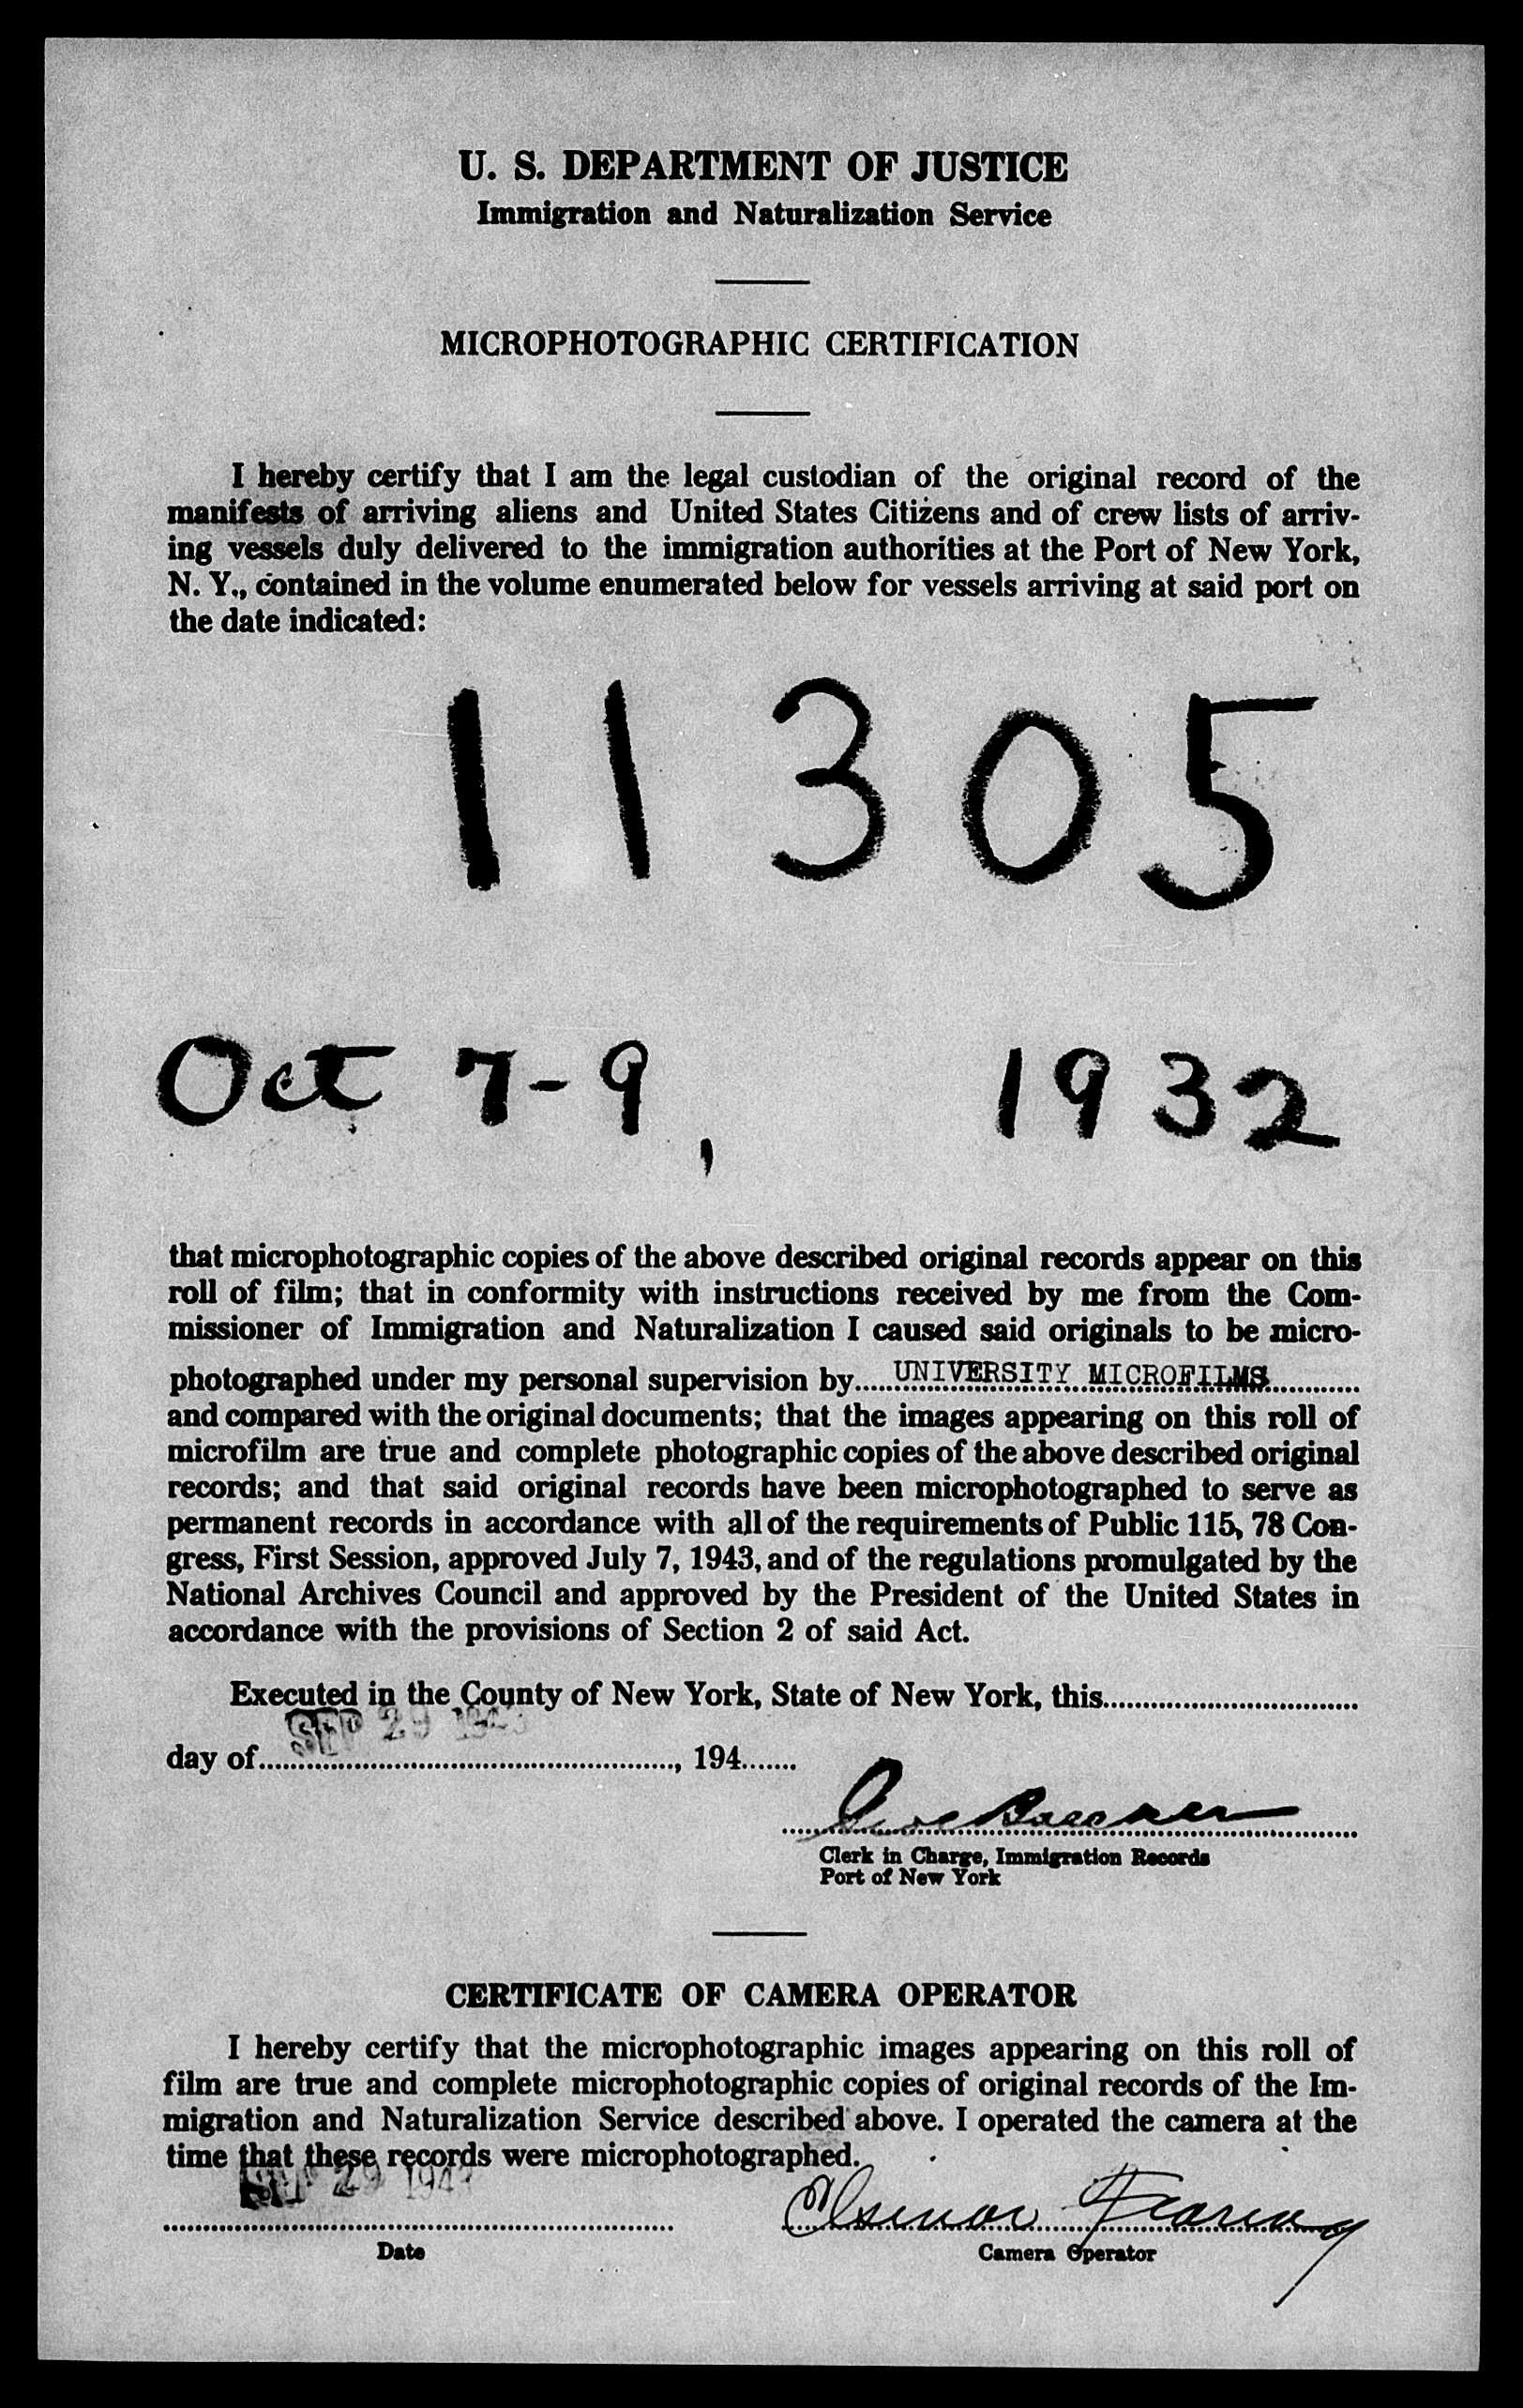 U. S. DEPARTMENT OF JUSTICE
Immigration and Naturalization Service
MICROPHOTOGRAPHIC CERTIFICATION
I hereby certify that I am the legal custodian of the original record of the
manifests of arriving aliens and United States Citizens and of crew lists of arriv-
ing vessels duly delivered to the immigration authorities at the Port of New York,
N. Y., contained in the volume enumerated below for vessels arriving at said port on
the date indicated:
11305
Oct 7-9, 1932
that microphotographic copies of the above described original records appear on this
roll of film; that in conformity with instructions received by me from the Com-
missioner of Immigration and Naturalization I caused said originals to be micro-
photographed under my personal supervision by.....UNIVERSITY MICROFILMS............
and compared with the original documents; that the images appearing on this roll of
microfilm are true and complete photographic copies of the above described original
records; and that said original records have been microphotographed to serve as
permanent records in accordance with all of the requirements of Public 115, 78 Con-
gress, First Session, approved July 7, 1943, and of the regulations promulgated by the
National Archives Council and approved by the President of the United States in
accordance with the provisions of Section 2 of said Act.
Executed in the County of New York, State of New York, this................................
SEP 29
day of...................................................., 194.......
Clerk in Charge, Immigration Records
Port of New York
CERTIFICATE OF CAMERA OPERATOR
I hereby certify that the microphotographic images appearing on this roll of
film are true and complete microphotographic copies of original records of the Im-
migration and Naturalization Service described above. I operated the camera at the
time that these records were microphotographed.
SEP 29
Date
Camera Operator